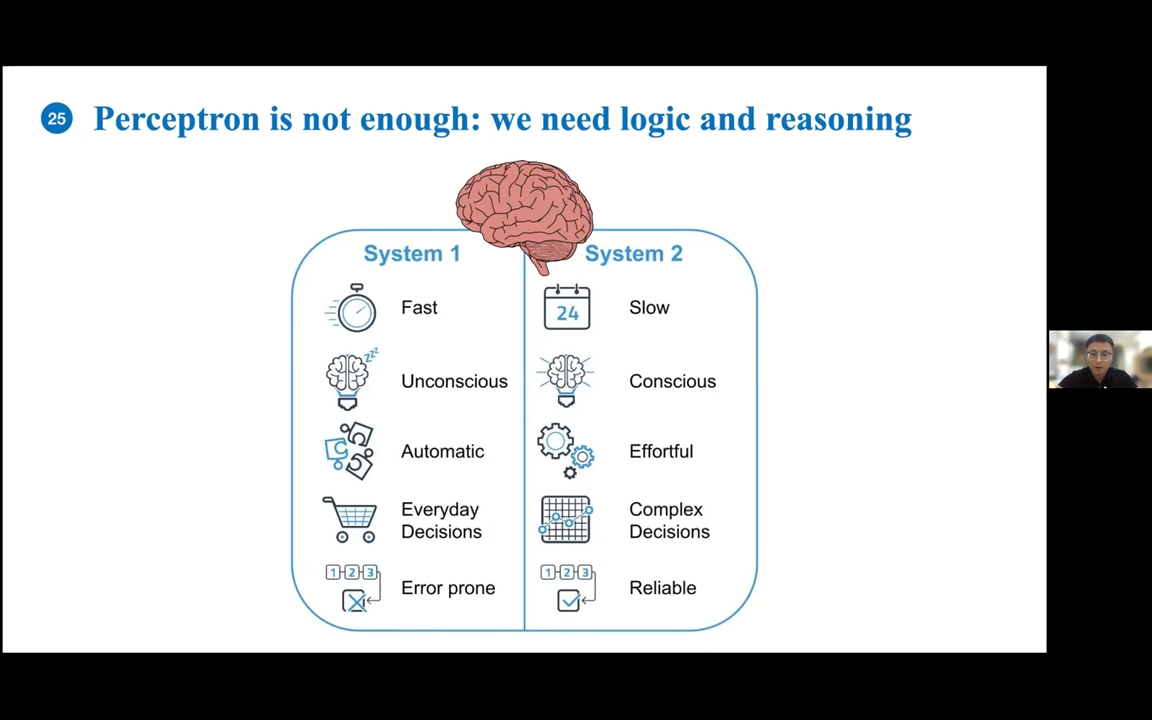 25 Perceptron is not enough: we need logic and reasoning
System 1
System 2
Fast
24
Slow
zzz
Unconscious
Conscious
Automatic
Effortful
Everyday
Decisions
Complex
Decisions
1 2 3
Error prone
1 2 3
Reliable